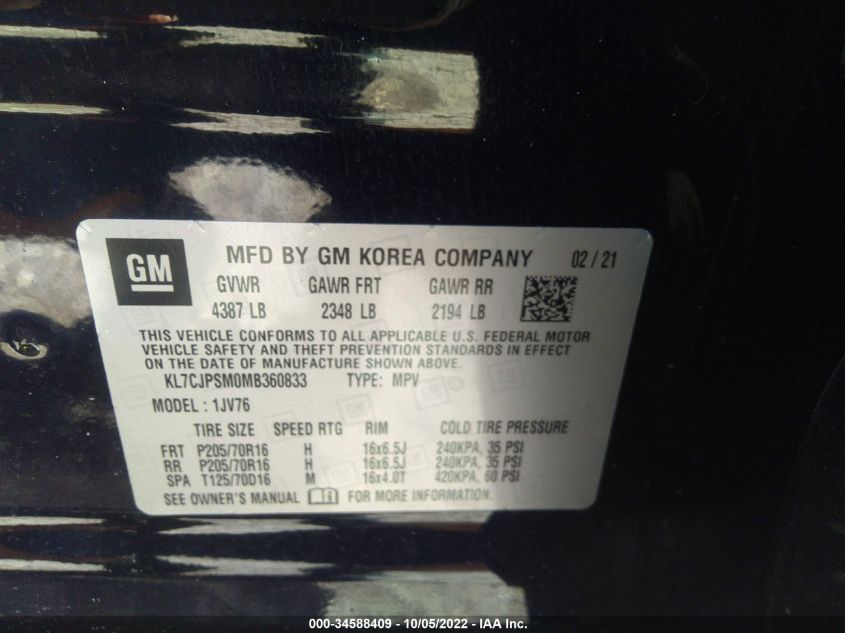 GM
MFD BY GM KOREA COMPANY 02 / 21
GVWR GAWR FRT GAWR RR
4387 LB 2348 LB 2194 LB
THIS VEHICLE CONFORMS TO ALL APPLICABLE U.S. FEDERAL MOTOR
VEHICLE SAFETY AND THEFT PREVENTION STANDARDS IN EFFECT
ON THE DATE OF MANUFACTURE SHOWN ABOVE.
KL7CJPSM0MB360833 TYPE: MPV
MODEL : 1JV76
TIRE SIZE SPEED RTG RIM COLD TIRE PRESSURE
FRT P205/70R16 H 16x6.5J 240KPA, 35 PSI
RR P205/70R16 H 16x6.5J 240KPA, 35 PSI
SPA T125/70D16 M 16x4.0T 420KPA, 60 PSI
SEE OWNER'S MANUAL FOR MORE INFORMATION.
000-34588409 - 10/05/2022 - IAA Inc.